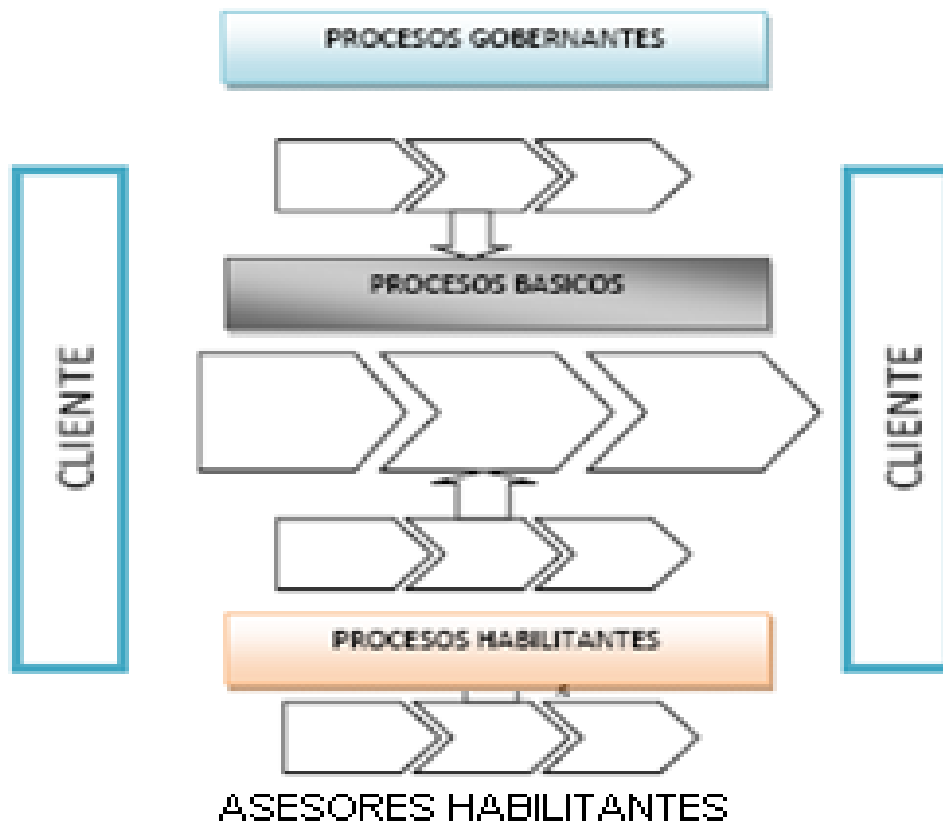 PROCESOS GOBERNANTES
CLIENTE
PROCESOS BASICOS
CLIENTE
PROCESOS HABILITANTES
ASESORES HABILITANTES